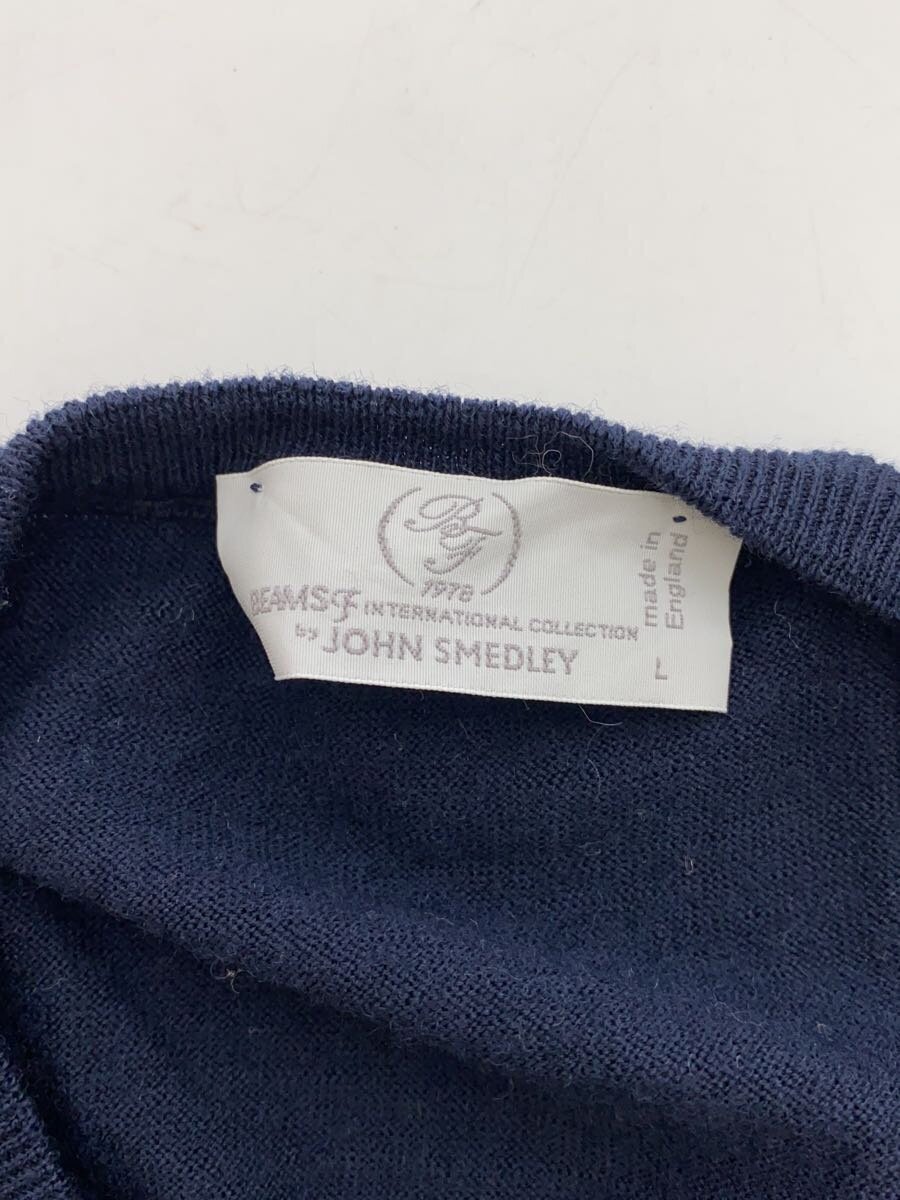 BF
1978
BEAMS F INTERNATIONAL COLLECTION
by JOHN SMEDLEY
made in
England
L